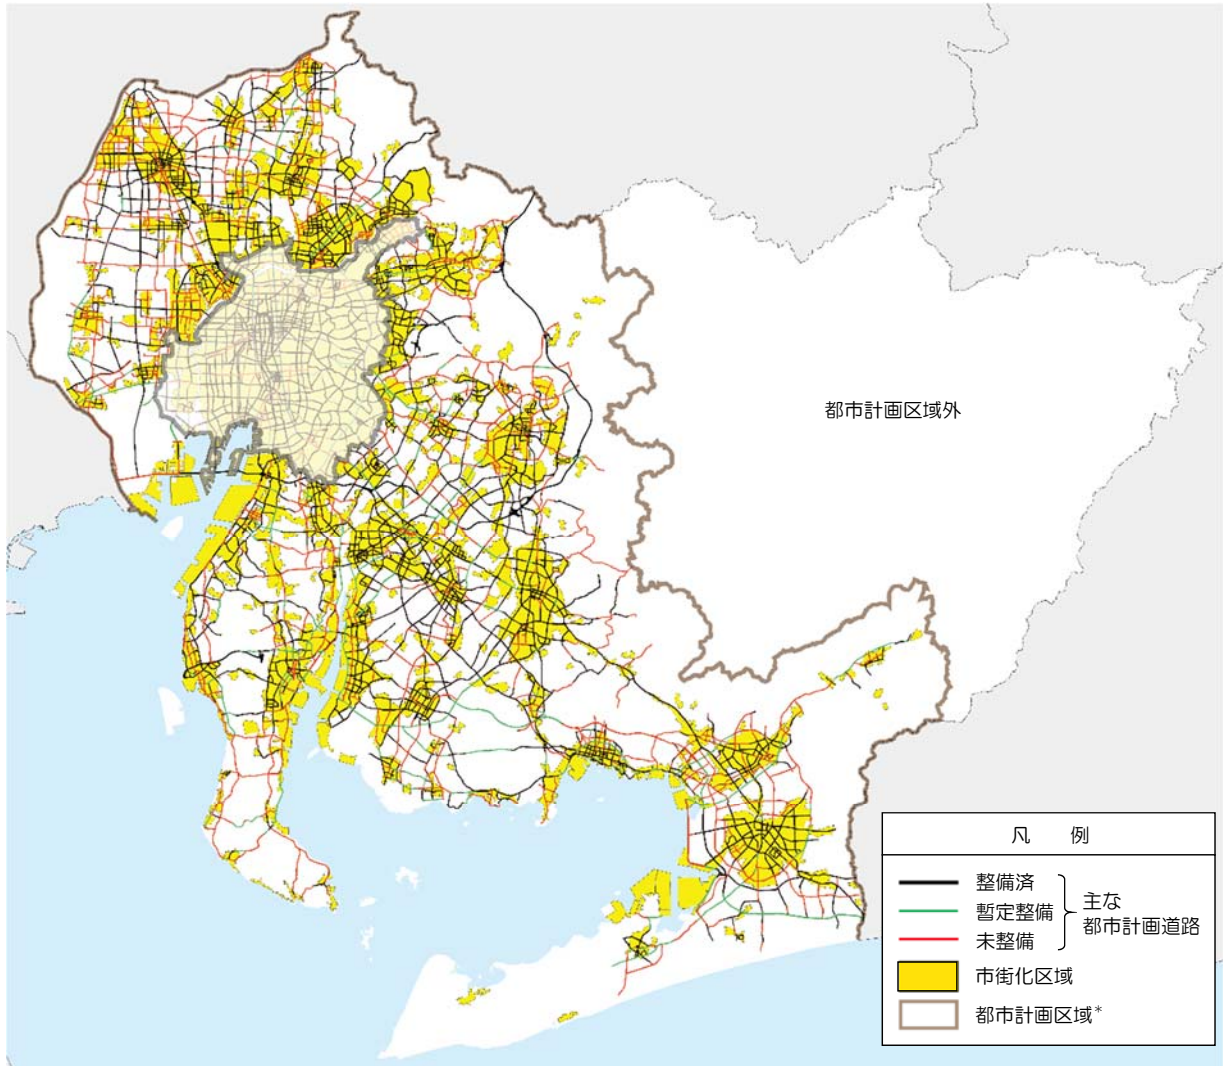 都市計画区域外
凡 例
整備済
暫定整備
未整備
主な
都市計画道路
市街化区域
都市計画区域*